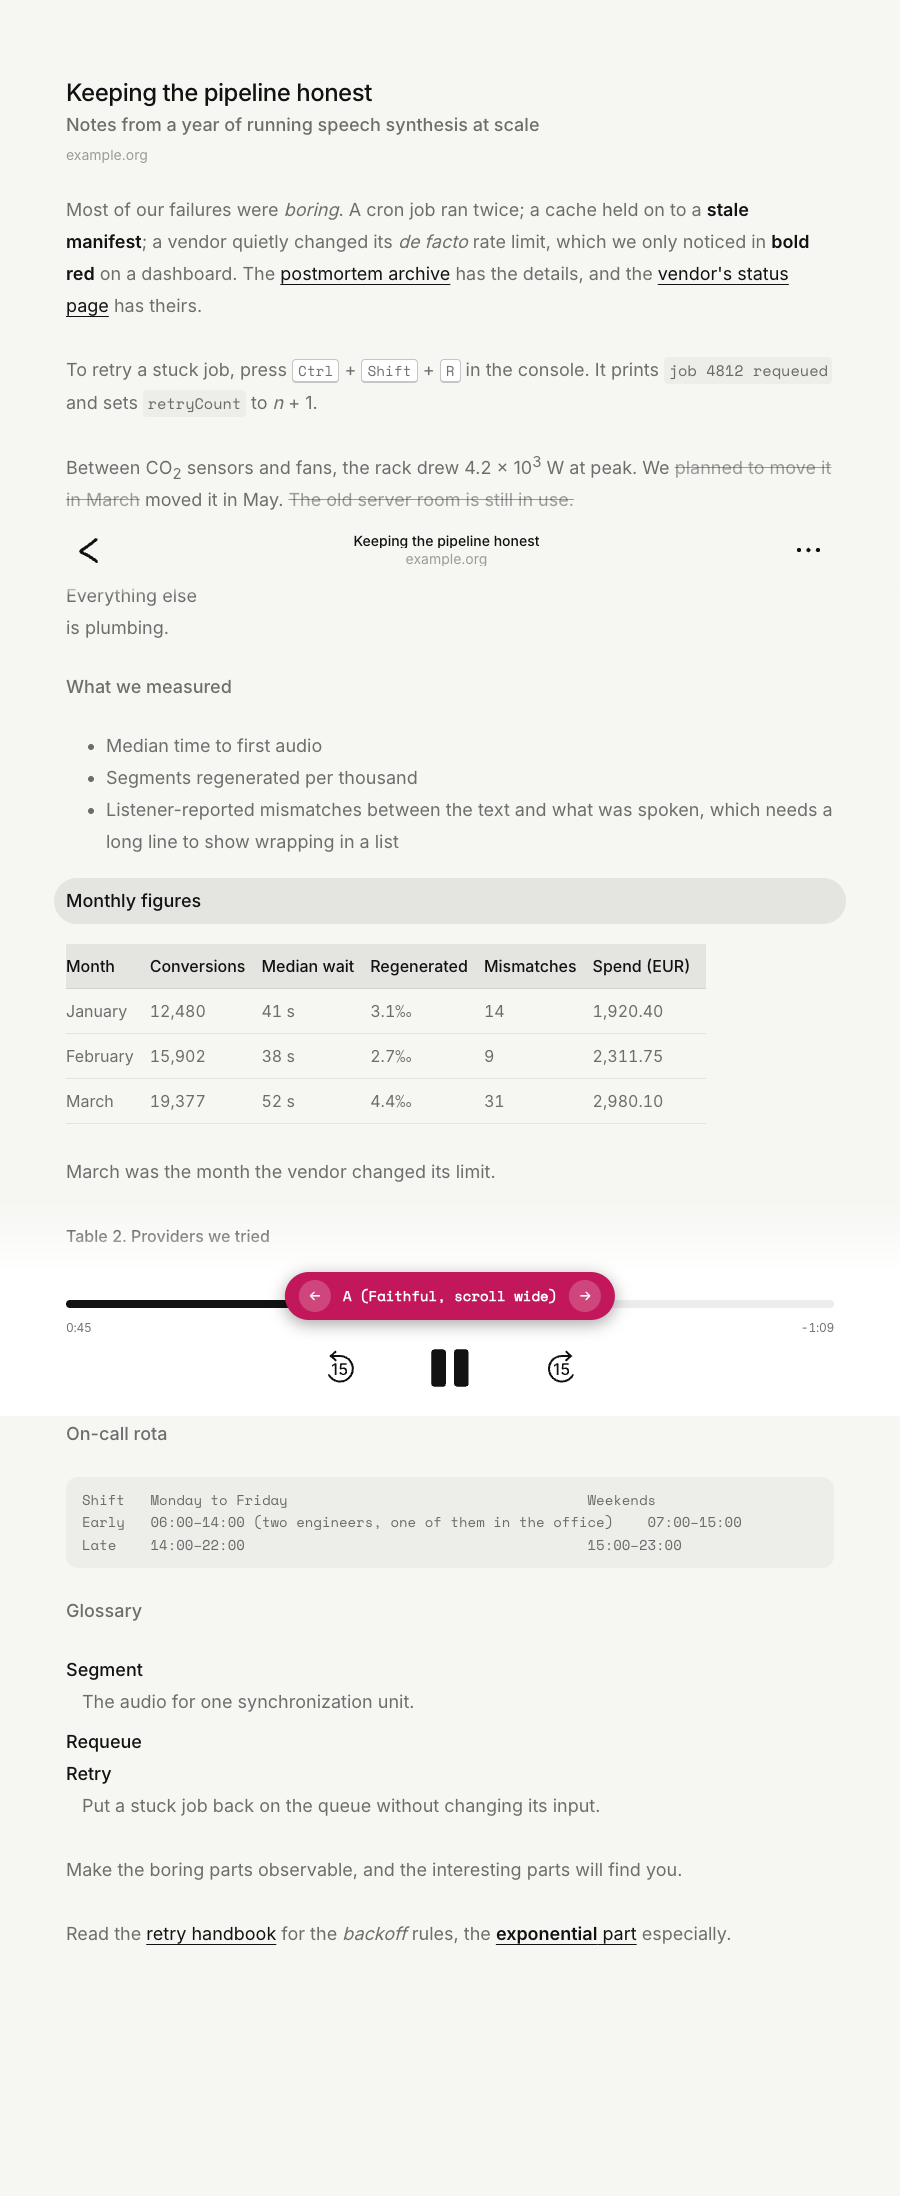 Keeping the pipeline honest
Notes from a year of running speech synthesis at scale
example.org
Most of our failures were boring. A cron job ran twice; a cache held on to a stale
manifest; a vendor quietly changed its de facto rate limit, which we only noticed in bold
red on a dashboard. The postmortem archive has the details, and the vendor's status
page has theirs.
To retry a stuck job, press Ctrl + Shift + R in the console. It prints job 4812 requeued
and sets retryCount to n + 1.
Between CO₂ sensors and fans, the rack drew 4.2 × 10³ W at peak. We planned to move it
in March moved it in May. The old server room is still in use.
Keeping the pipeline honest
example.org
Everything else
is plumbing.
What we measured
• Median time to first audio
• Segments regenerated per thousand
• Listener-reported mismatches between the text and what was spoken, which needs a
long line to show wrapping in a list
Monthly figures
Month Conversions Median wait Regenerated Mismatches Spend (EUR)
January 12,480 41 s 3.1‰ 14 1,920.40
February 15,902 38 s 2.7‰ 9 2,311.75
March 19,377 52 s 4.4‰ 31 2,980.10
March was the month the vendor changed its limit.
Table 2. Providers we tried
← A (Faithful, scroll wide) →
0:45 -1:09
15 15
On-call rota
Shift Monday to Friday Weekends
Early 06:00–14:00 (two engineers, one of them in the office) 07:00–15:00
Late 14:00–22:00 15:00–23:00
Glossary
Segment
The audio for one synchronization unit.
Requeue
Retry
Put a stuck job back on the queue without changing its input.
Make the boring parts observable, and the interesting parts will find you.
Read the retry handbook for the backoff rules, the exponential part especially.